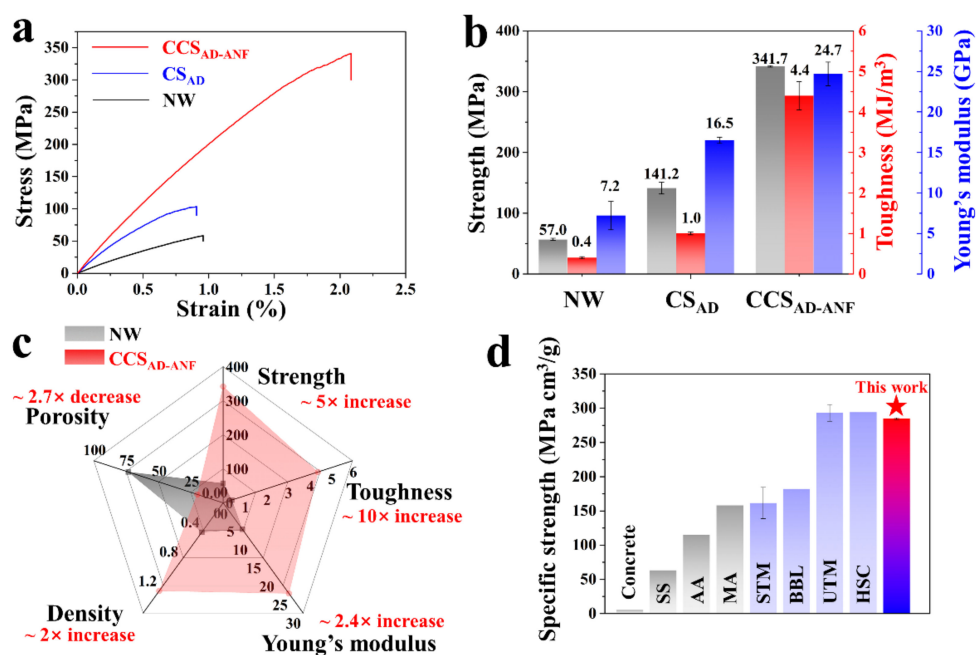 a
Stress (MPa)
350
300
250
200
150
100
50
0
0.0 0.5 1.0 1.5 2.0 2.5
Strain (%)
CCS_AD-ANF
CS_AD
NW
b
Strength (MPa)
400
300
200
100
0
57.0 0.4 7.2
141.2 1.0 16.5
341.7 4.4 24.7
NW CS_AD CCS_AD-ANF
6
5
4
3
2
1
0
Toughness (MJ/m³)
30
25
20
15
10
5
0
Young's modulus (GPa)
c
NW
CCS_AD-ANF
~ 2.7× decrease
Porosity
100 75 50 25
Strength
~ 5× increase
400
300
200
100
Toughness
~ 10× increase
1 2 3 4 5 6
Density
~ 2× increase
0.4
0.8
1.2
Young's modulus
~ 2.4× increase
5
10
15
20
25
30
d
Specific strength (MPa cm³/g)
350
300
250
200
150
100
50
0
Concrete
SS
AA
MA
STM
BBL
UTM
HSC
This work